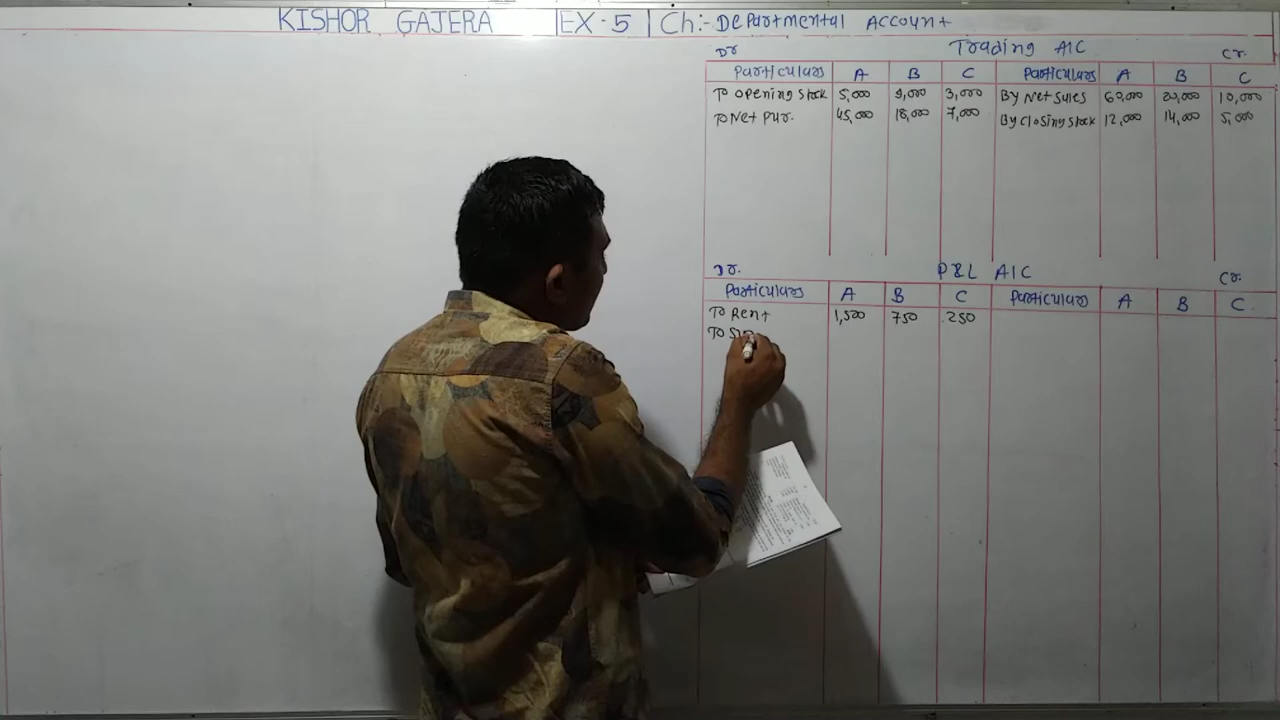 KISHOR GAJERA EX-5 Ch:- Departmental Account
Dr Trading A/C Cr.
Particulars A B C Particulars A B C
To Opening Stock 5,000 9,000 3,000 By Net Sales 60,000 20,000 10,000
To Net Pur. 45,000 18,000 7,000 By Closing Stock 12,000 14,000 5,000
Dr. P&L A/C Cr.
Particulars A B C Particulars A B C
To Rent 1,500 750 250
To